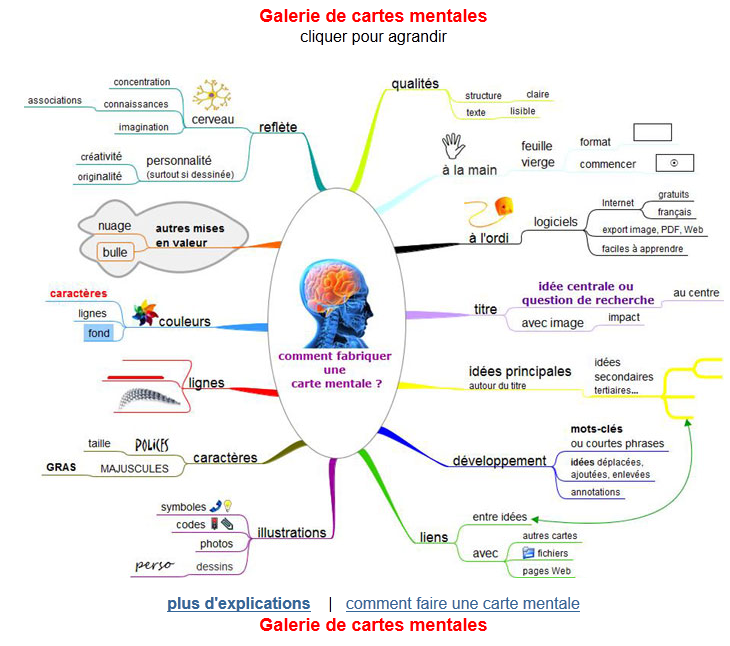 Galerie de cartes mentales
cliquer pour agrandir
qualités
structure
claire
texte
lisible
à la main
feuille
vierge
format
commencer
à l'ordi
logiciels
Internet
gratuits
français
export image, PDF, Web
faciles à apprendre
titre
idée centrale ou
question de recherche
au centre
avec image
impact
idées principales
autour du titre
idées
secondaires
tertiaires...
développement
mots-clés
ou courtes phrases
idées déplacées,
ajoutées, enlevées
annotations
liens
entre idées
avec
autres cartes
fichiers
pages Web
reflète
cerveau
concentration
connaissances
associations
imagination
personnalité
(surtout si dessinée)
créativité
originalité
autres mises
en valeur
nuage
bulle
couleurs
caractères
lignes
fond
lignes
caractères
taille
POLICES
GRAS
MAJUSCULES
illustrations
symboles
codes
photos
perso
dessins
comment fabriquer
une
carte mentale ?
plus d'explications | comment faire une carte mentale
Galerie de cartes mentales